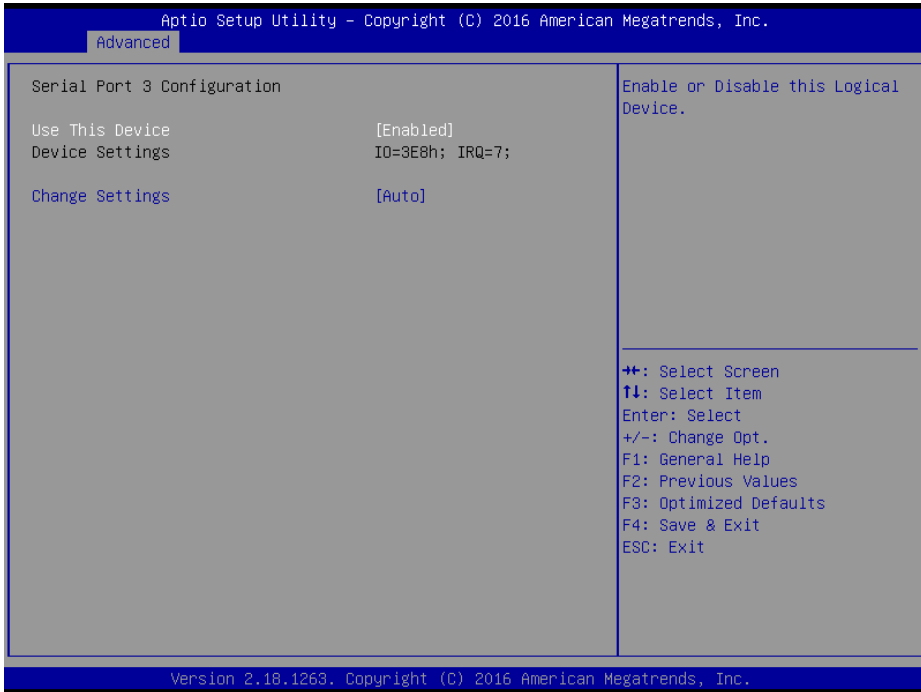 Aptio Setup Utility – Copyright (C) 2016 American Megatrends, Inc.
Advanced
Serial Port 3 Configuration
Use This Device [Enabled]
Device Settings IO=3E8h; IRQ=7;
Change Settings [Auto]
Enable or Disable this Logical
Device.
→←: Select Screen
↑↓: Select Item
Enter: Select
+/-: Change Opt.
F1: General Help
F2: Previous Values
F3: Optimized Defaults
F4: Save & Exit
ESC: Exit
Version 2.18.1263. Copyright (C) 2016 American Megatrends, Inc.